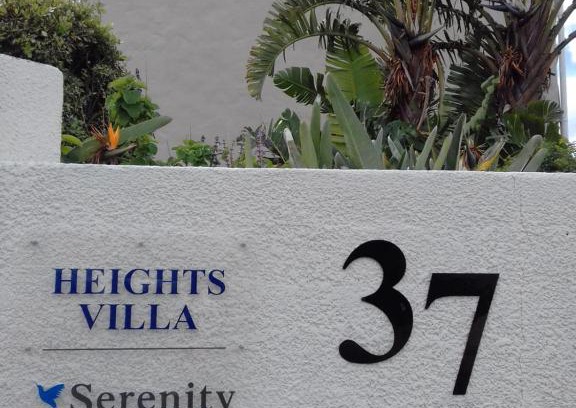 HEIGHTS
VILLA
37
Serenity